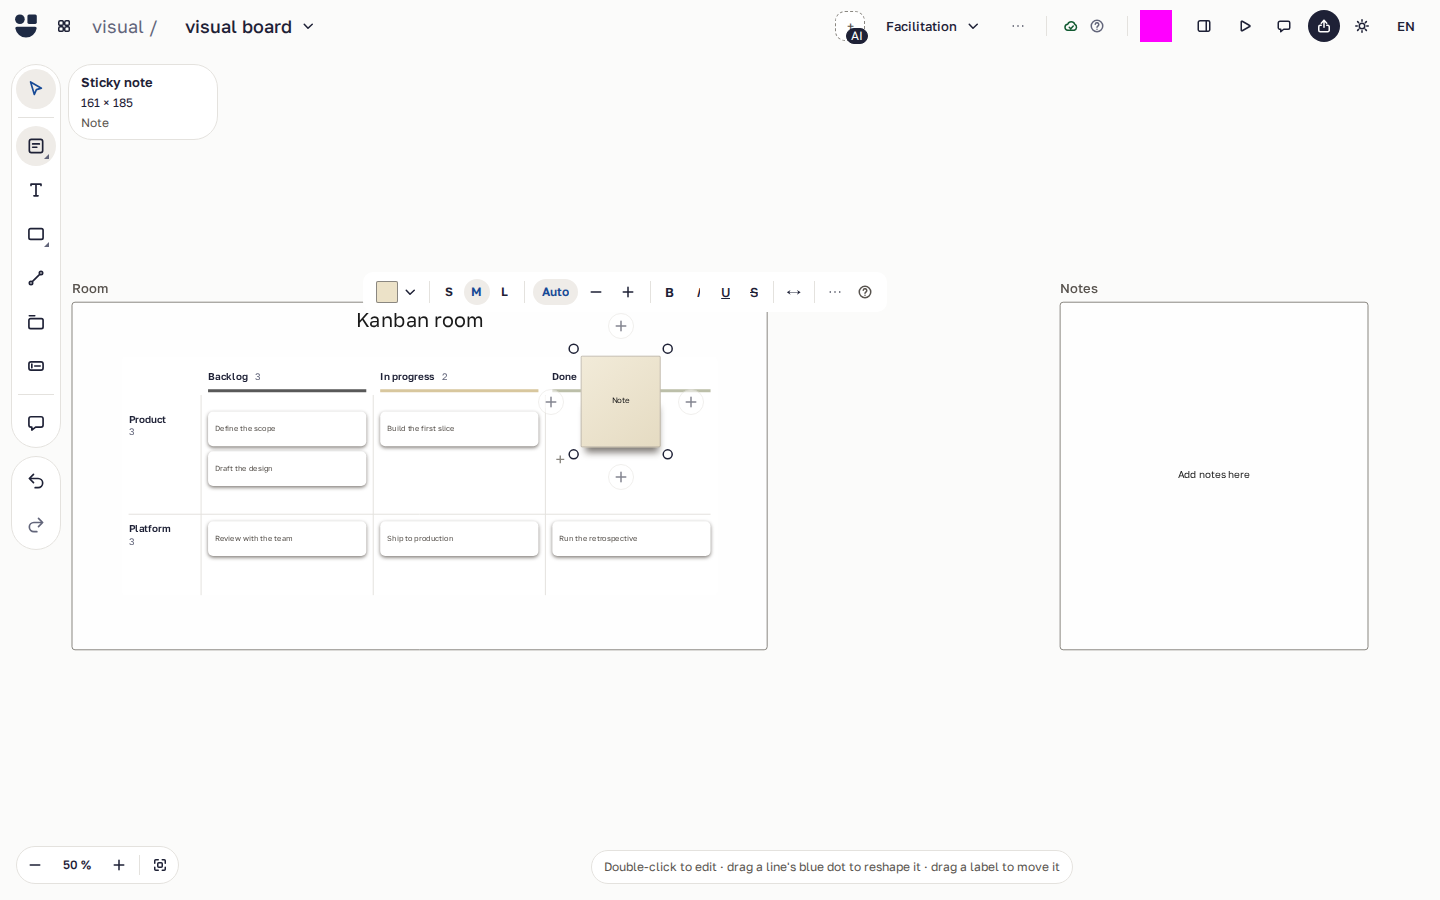 visual /
visual board
AI
Facilitation
EN
Sticky note
161 × 185
Note
Room
S
M
L
Auto
B
I
U
S
Notes
Kanban room
Backlog 3
In progress 2
Done
Note
Product
3
Define the scope
Build the first slice
Draft the design
Add notes here
Platform
3
Review with the team
Ship to production
Run the retrospective
50 %
Double-click to edit · drag a line's blue dot to reshape it · drag a label to move it